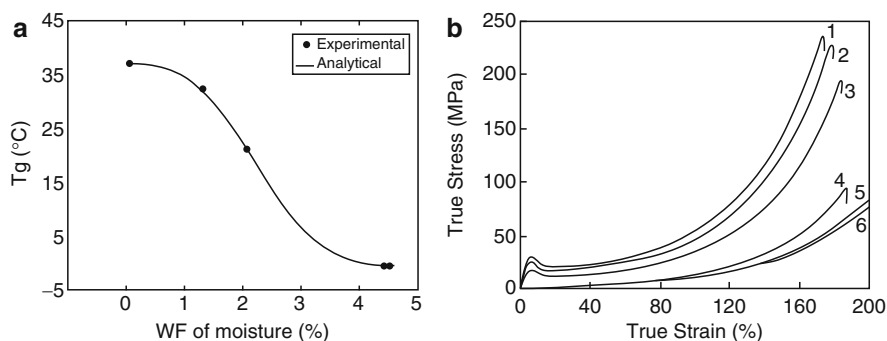 a
45
35
25
15
5
−5
Tg (°C)
Experimental
Analytical
0 1 2 3 4 5
WF of moisture (%)
b
250
200
150
100
50
0
True Stress (MPa)
1
2
3
4
5
6
0 40 80 120 160 200
True Strain (%)